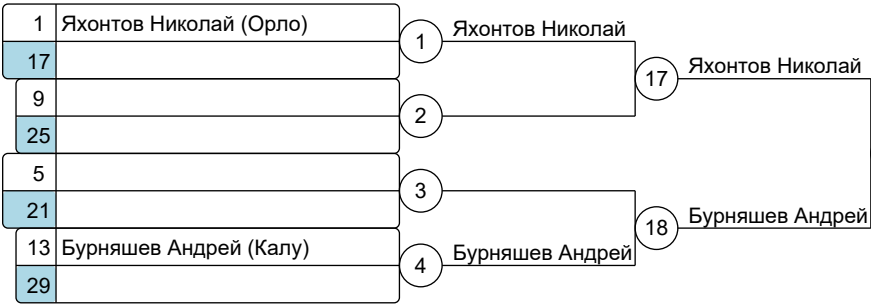 1 Яхонтов Николай (Орло)
17
1 Яхонтов Николай
9
25
2
17 Яхонтов Николай
5
21
3
13 Бурняшев Андрей (Калу)
29
4 Бурняшев Андрей
18 Бурняшев Андрей